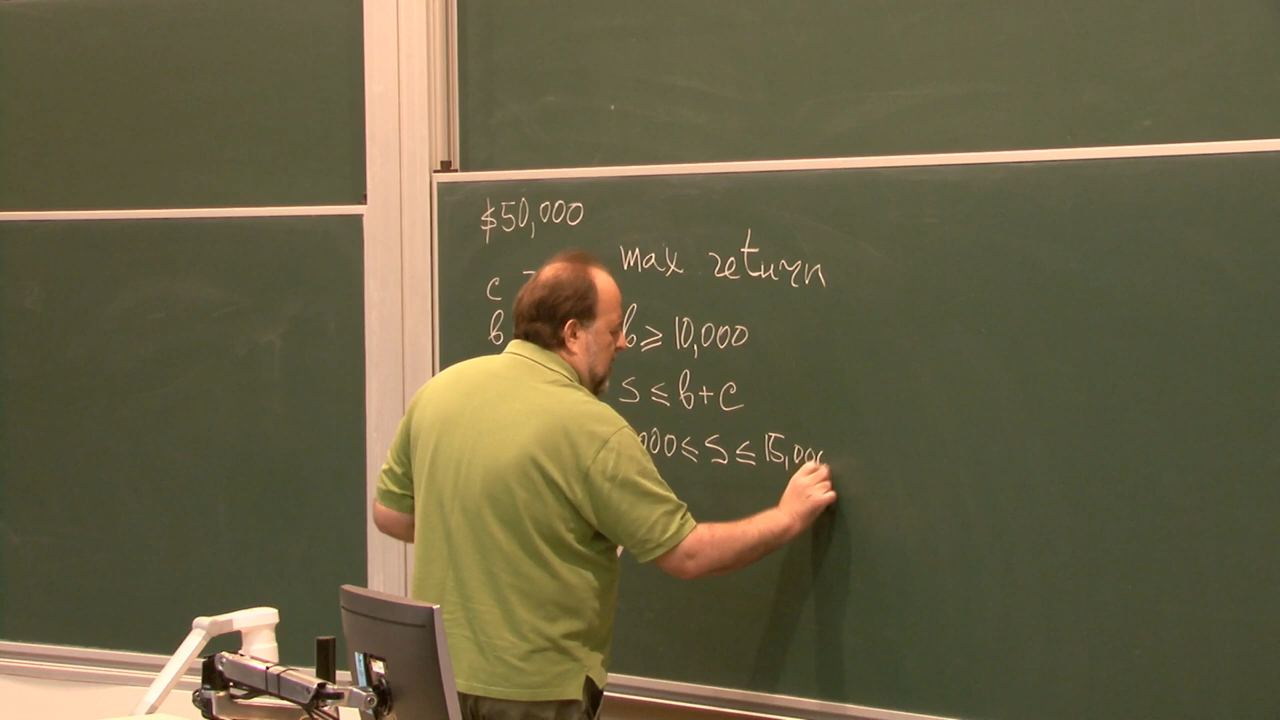 $50,000
max return
c
b
b ≥ 10,000
s ≤ b+c
000 ≤ s ≤ 15,000